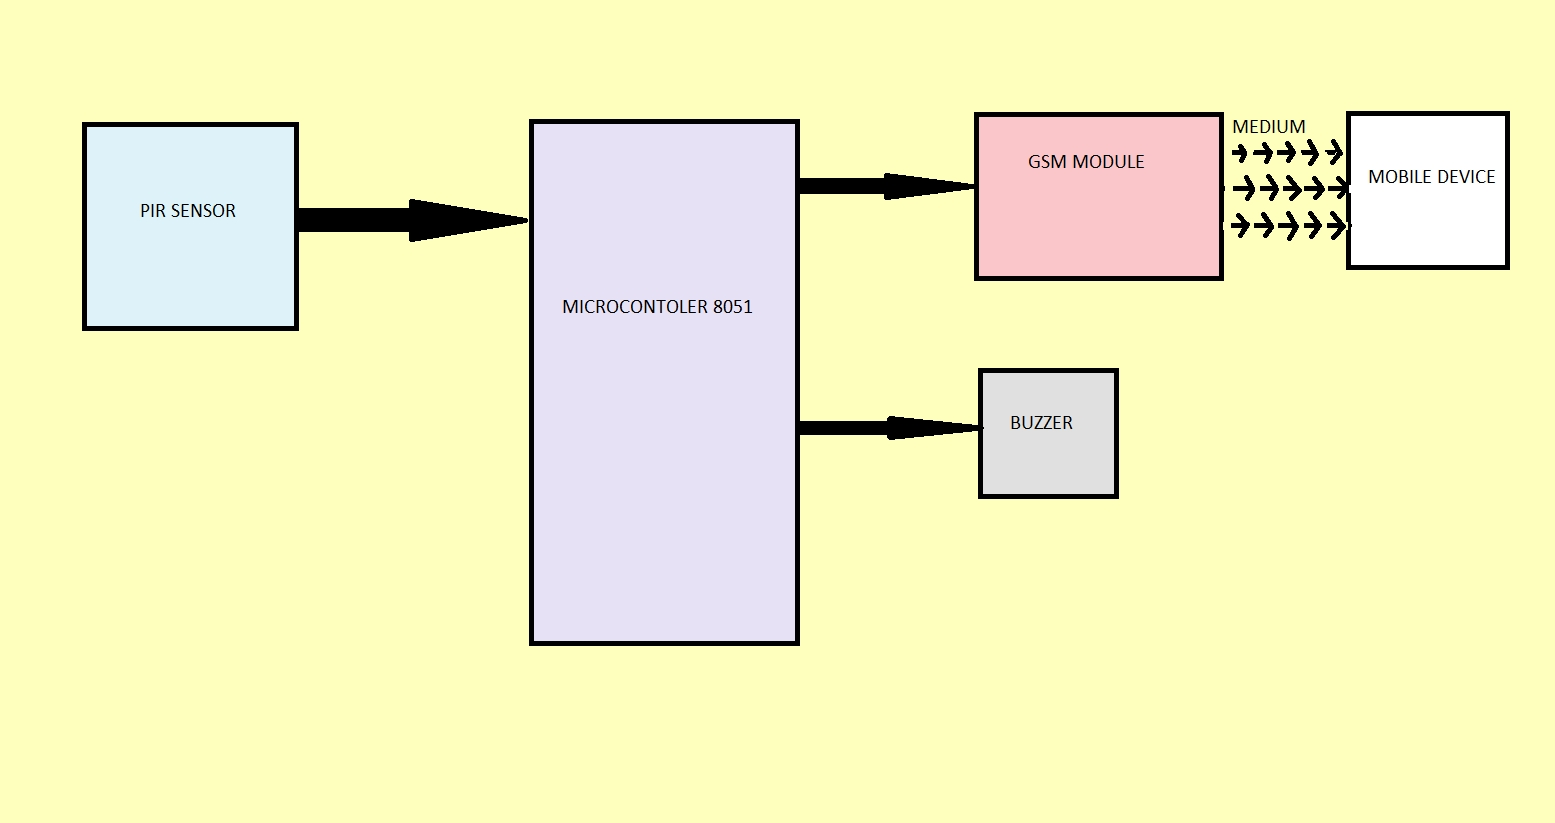 PIR SENSOR
MICROCONTOLER 8051
GSM MODULE
MEDIUM
MOBILE DEVICE
BUZZER